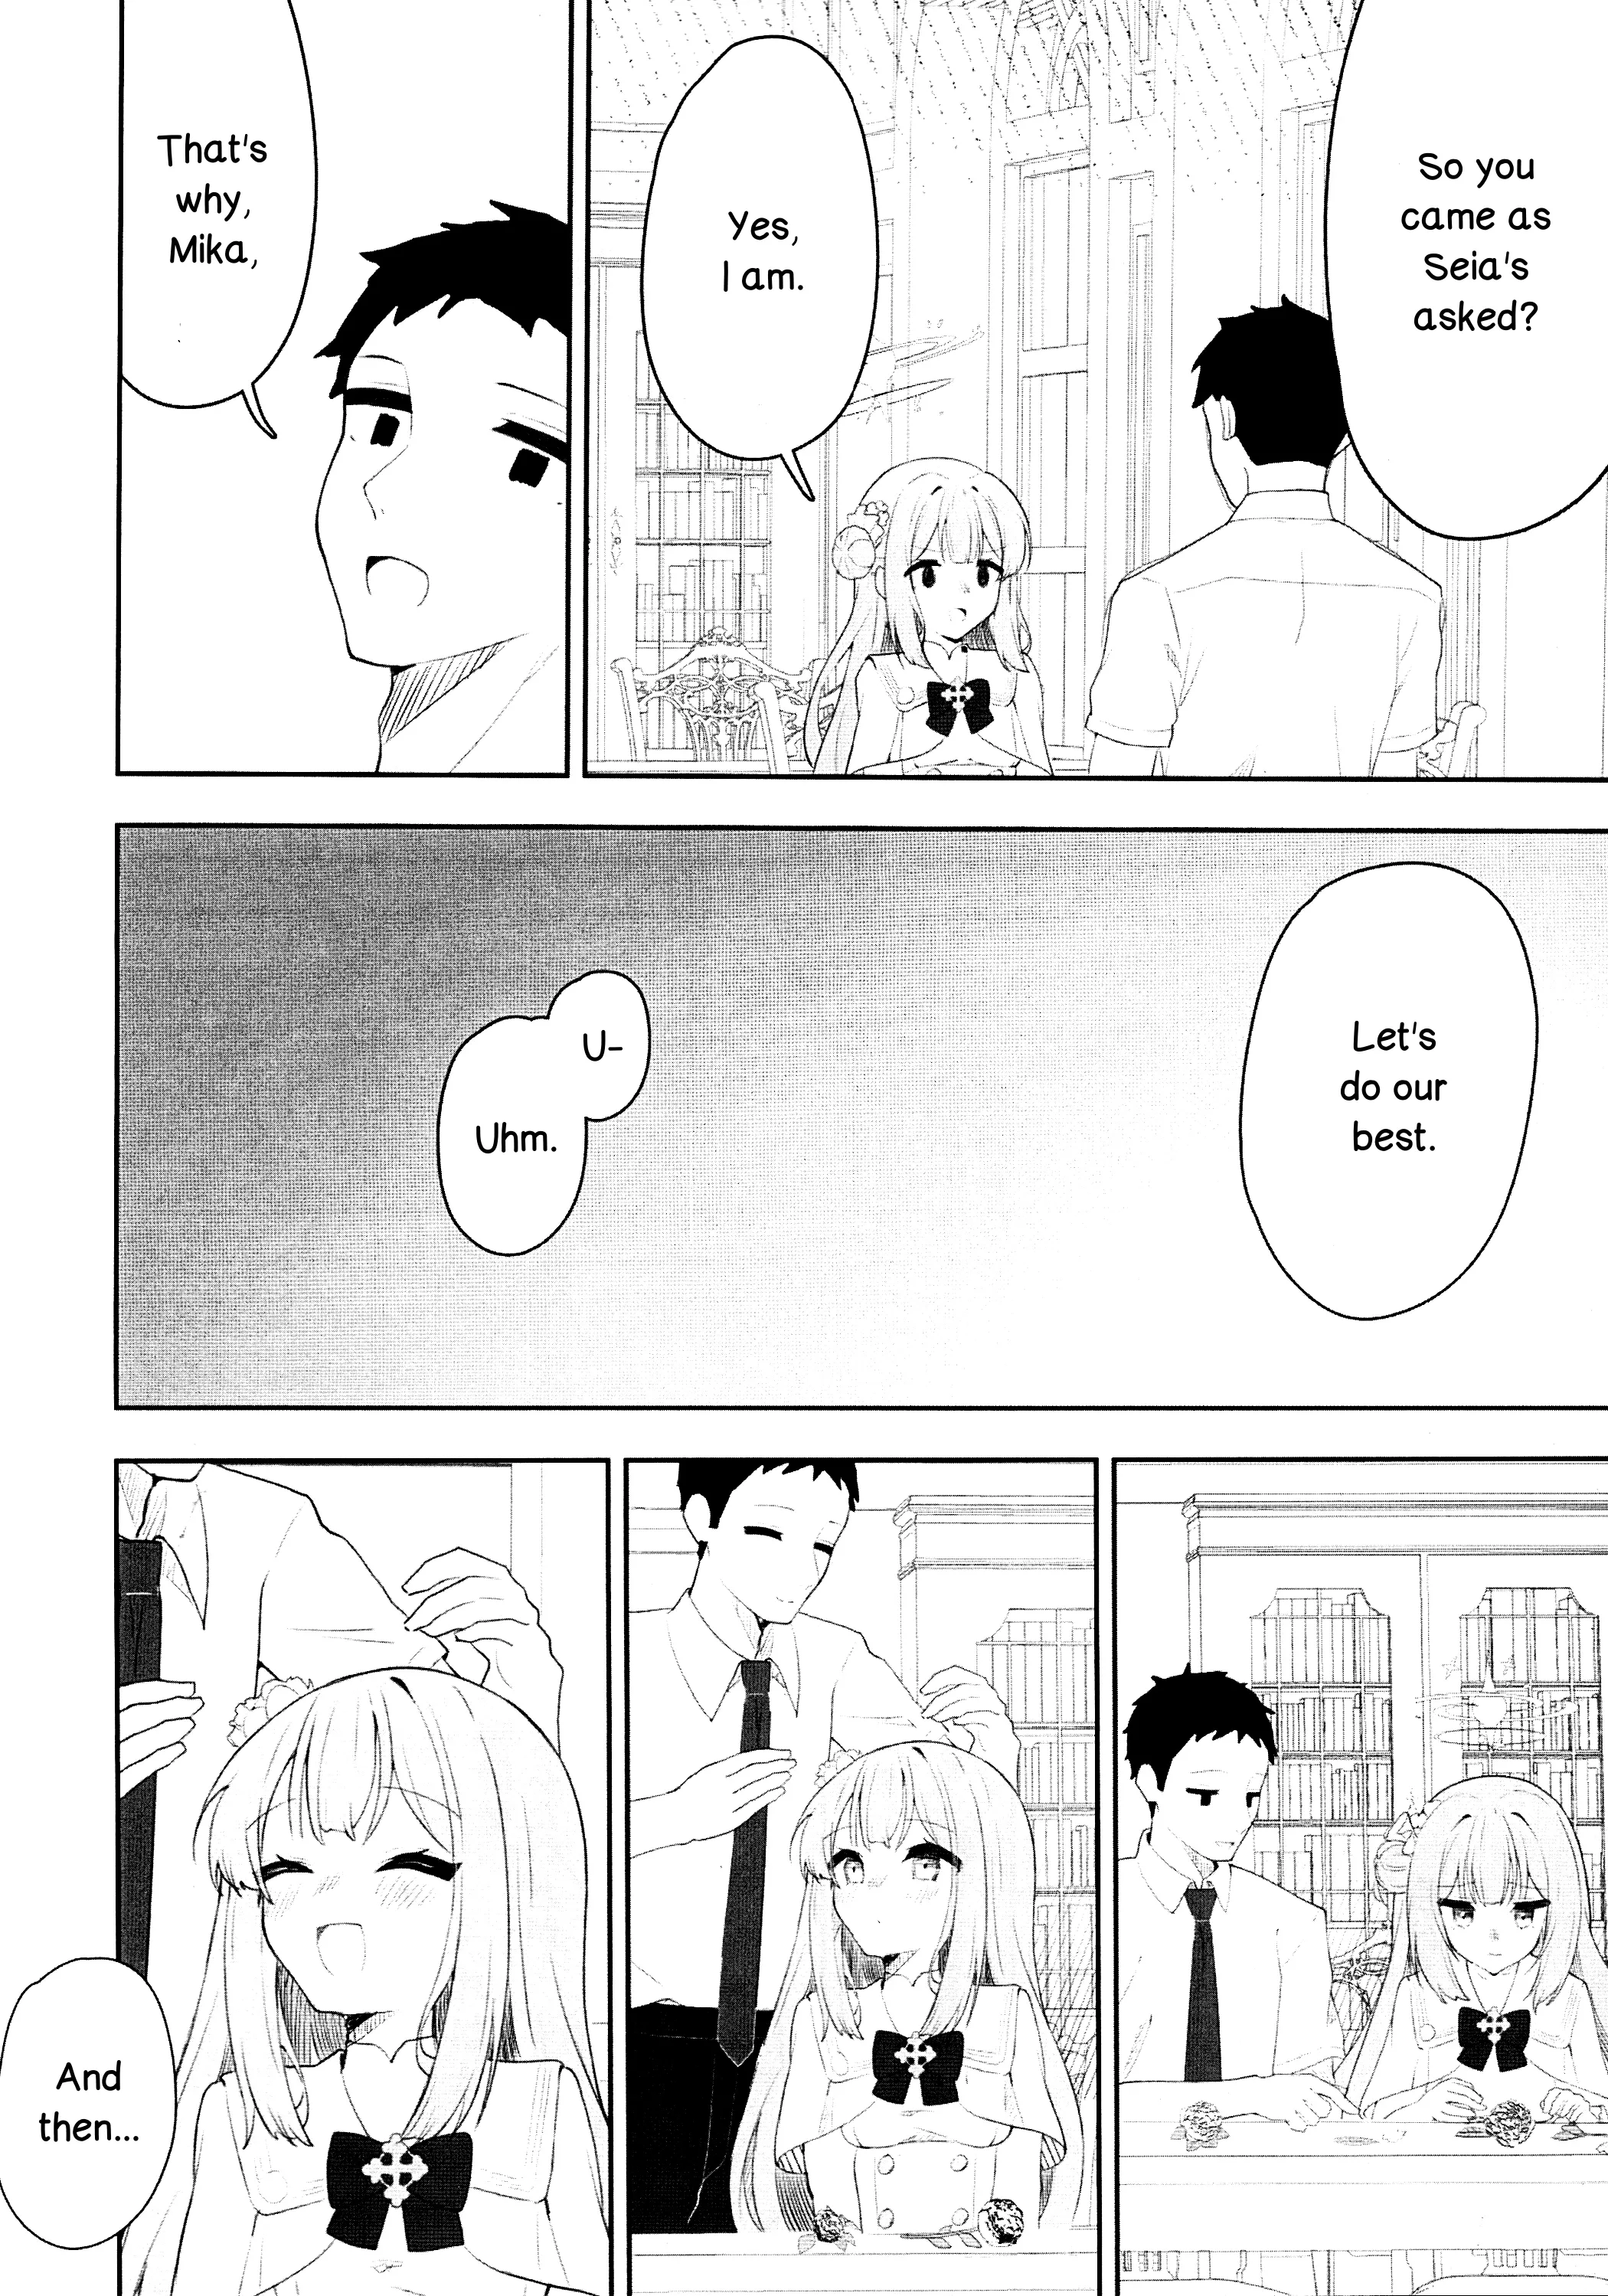 So you
came as
Seia's
asked?
Yes,
I am.
That's
why,
Mika,
Let's
do our
best.
U-
Uhm.
And
then...